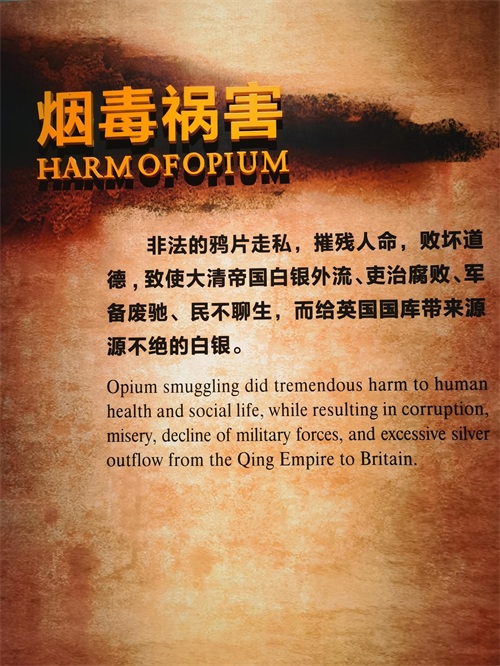 烟毒祸害
HARM OF OPIUM
非法的鸦片走私，摧残人命，败坏道
德，致使大清帝国白银外流、吏治腐败、军
备废驰、民不聊生，而给英国国库带来源
源不绝的白银。
Opium smuggling did tremendous harm to human
health and social life, while resulting in corruption,
misery, decline of military forces, and excessive silver
outflow from the Qing Empire to Britain.